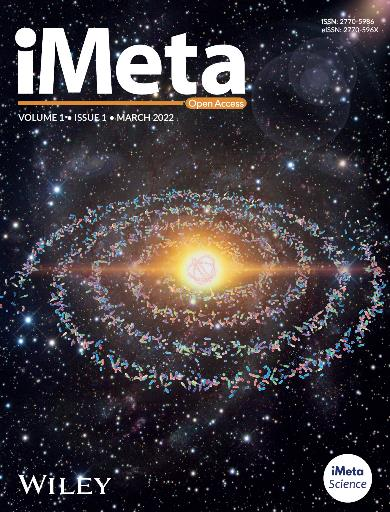 ISSN: 2770-5986
eISSN: 2770-596X
iMeta
Open Access
VOLUME 1 • ISSUE 1 • MARCH 2022
WILEY
iMeta
Science